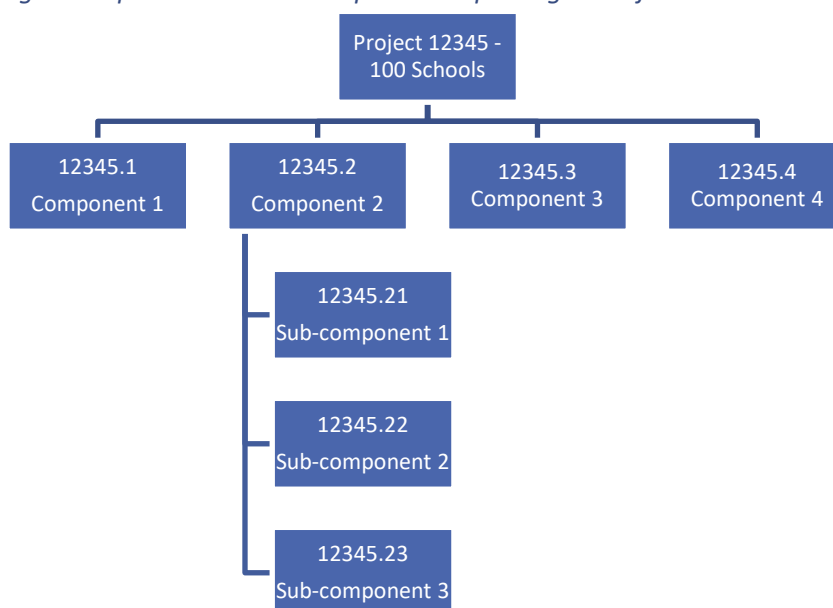 Project 12345 -
100 Schools
12345.1
Component 1
12345.2
Component 2
12345.3
Component 3
12345.4
Component 4
12345.21
Sub-component 1
12345.22
Sub-component 2
12345.23
Sub-component 3